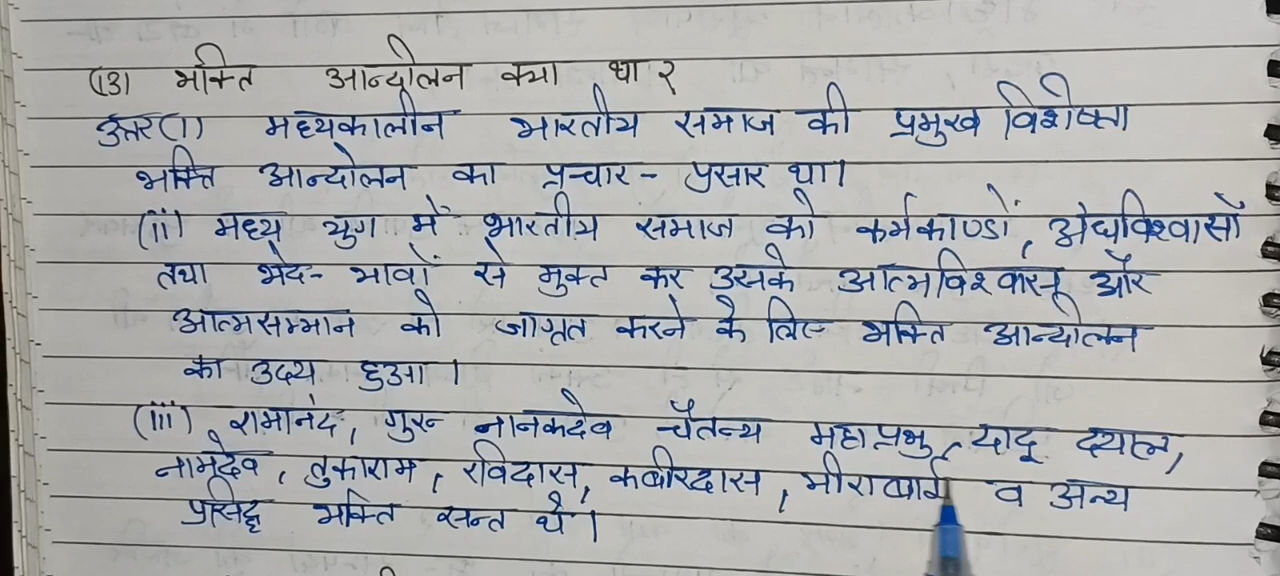 (13) भक्ति आन्दोलन क्या था ?
उत्तर(i) मध्यकालीन भारतीय समाज की प्रमुख विशेषता
भक्ति आन्दोलन का प्रचार - प्रसार था।
(ii) मध्य युग में भारतीय समाज को कर्मकाण्डों, अंधविश्वासों
तथा भेद - भावों से मुक्त कर उसके आत्मविश्वास और
आत्मसम्मान को जागृत करने के लिए भक्ति आन्दोलन
का उदय हुआ।
(iii) रामानंद, गुरु नानकदेव चैतन्य महाप्रभु, दादू दयाल,
नामदेव, तुकाराम, रविदास, कबीरदास, मीराबाई व अन्य
प्रसिद्ध भक्ति सन्त थे।